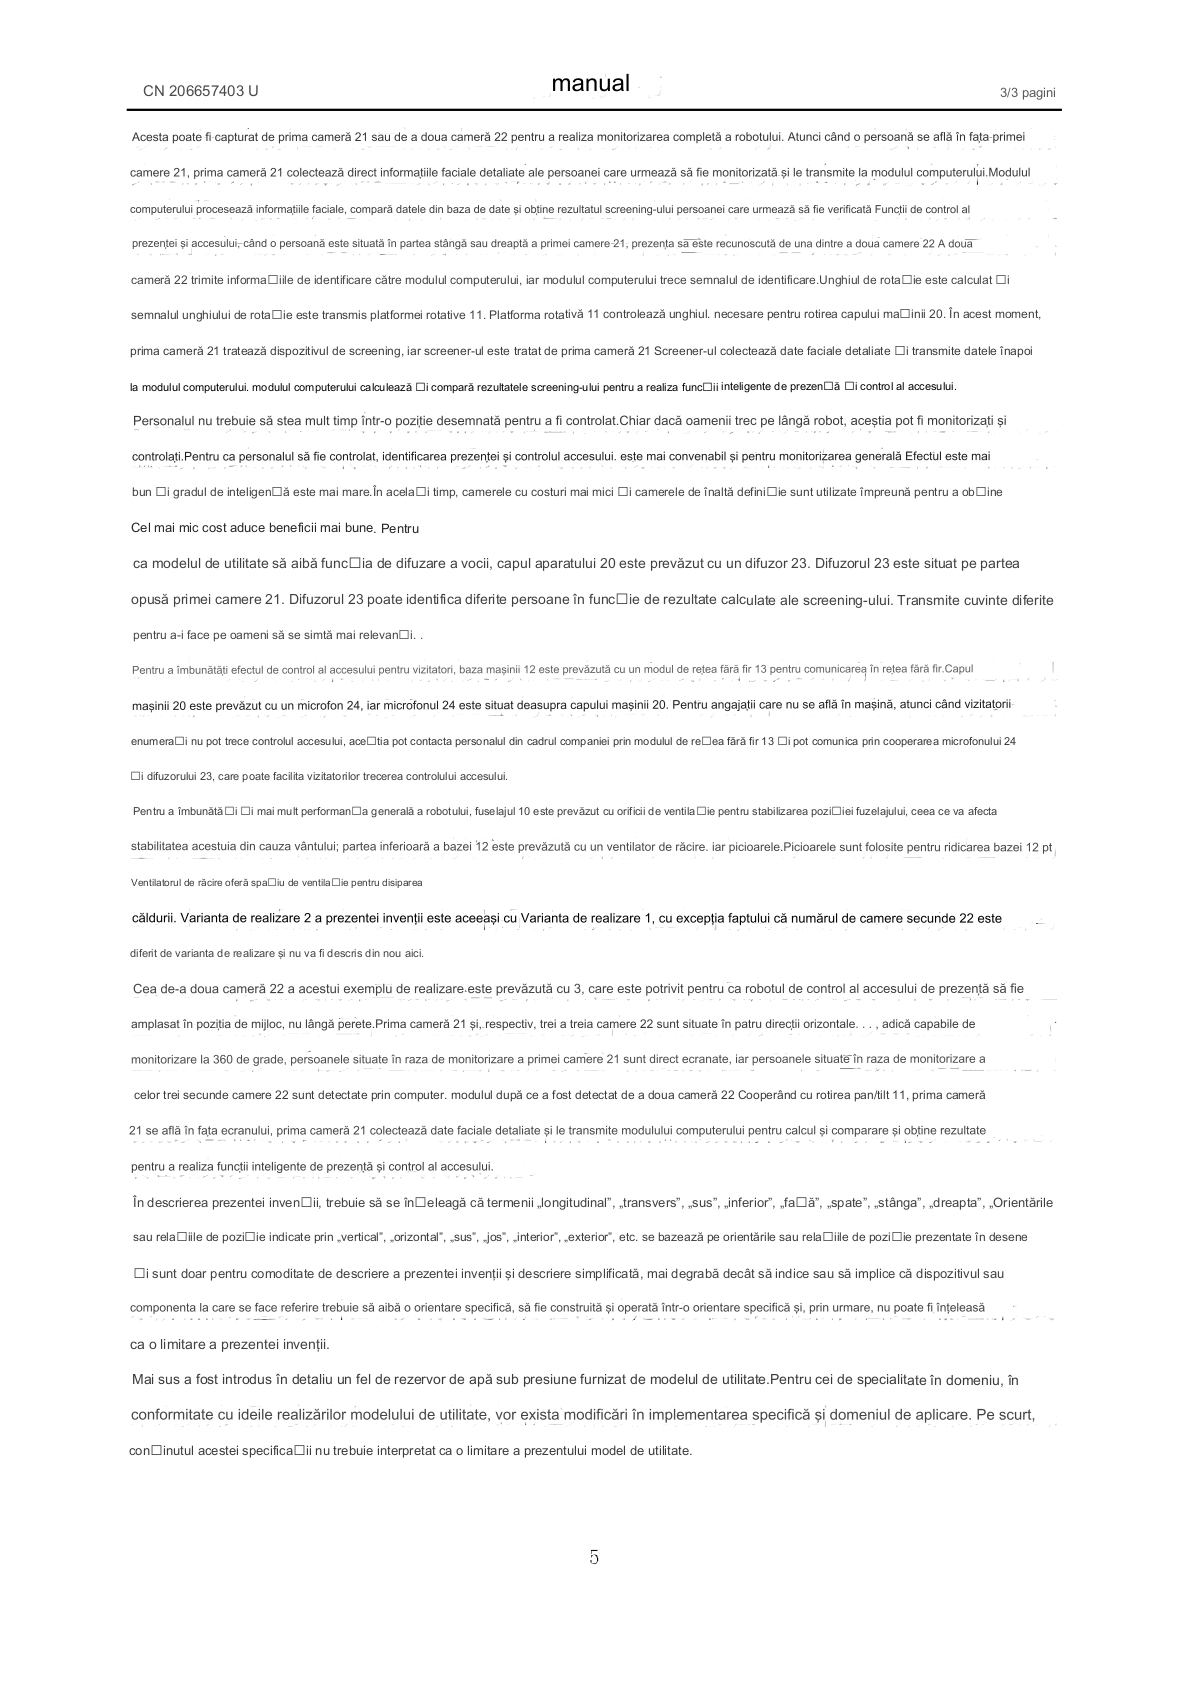 CN 206657403 U
manual
3/3 pagini
Acesta poate fi capturat de prima cameră 21 sau de a doua cameră 22 pentru a realiza monitorizarea completă a robotului. Atunci când o persoană se află în fața primei
camere 21, prima cameră 21 colectează direct informațiile faciale detaliate ale persoanei care urmează să fie monitorizată și le transmite la modulul computerului.Modulul
computerului procesează informațiile faciale, compară datele din baza de date și obține rezultatul screening-ului persoanei care urmează să fie verificată Funcții de control al
prezenței și accesului, când o persoană este situată în partea stângă sau dreaptă a primei camere 21, prezența sa este recunoscută de una dintre a doua camere 22 A doua
cameră 22 trimite informa□iile de identificare către modulul computerului, iar modulul computerului trece semnalul de identificare.Unghiul de rota□ie este calculat □i
semnalul unghiului de rota□ie este transmis platformei rotative 11. Platforma rotativă 11 controlează unghiul. necesare pentru rotirea capului ma□inii 20. În acest moment,
prima cameră 21 tratează dispozitivul de screening, iar screener-ul este tratat de prima cameră 21 Screener-ul colectează date faciale detaliate □i transmite datele înapoi
la modulul computerului. modulul computerului calculează □i compară rezultatele screening-ului pentru a realiza func□ii inteligente de prezen□ă □i control al accesului.
Personalul nu trebuie să stea mult timp într-o poziție desemnată pentru a fi controlat.Chiar dacă oamenii trec pe lângă robot, aceștia pot fi monitorizați și
controlați.Pentru ca personalul să fie controlat, identificarea prezenței și controlul accesului. este mai convenabil și pentru monitorizarea generală Efectul este mai
bun □i gradul de inteligen□ă este mai mare.În acela□i timp, camerele cu costuri mai mici □i camerele de înaltă defini□ie sunt utilizate împreună pentru a ob□ine
Cel mai mic cost aduce beneficii mai bune. Pentru
ca modelul de utilitate să aibă func□ia de difuzare a vocii, capul aparatului 20 este prevăzut cu un difuzor 23. Difuzorul 23 este situat pe partea
opusă primei camere 21. Difuzorul 23 poate identifica diferite persoane în func□ie de rezultate calculate ale screening-ului. Transmite cuvinte diferite
pentru a-i face pe oameni să se simtă mai relevan□i. .
Pentru a îmbunătăți efectul de control al accesului pentru vizitatori, baza mașinii 12 este prevăzută cu un modul de rețea fără fir 13 pentru comunicarea în rețea fără fir.Capul
mașinii 20 este prevăzut cu un microfon 24, iar microfonul 24 este situat deasupra capului mașinii 20. Pentru angajații care nu se află în mașină, atunci când vizitatorii
enumera□i nu pot trece controlul accesului, ace□tia pot contacta personalul din cadrul companiei prin modulul de re□ea fără fir 13 □i pot comunica prin cooperarea microfonului 24
□i difuzorului 23, care poate facilita vizitatorilor trecerea controlului accesului.
Pentru a îmbunătă□i □i mai mult performan□a generală a robotului, fuselajul 10 este prevăzut cu orificii de ventila□ie pentru stabilizarea pozi□iei fuzelajului, ceea ce va afecta
stabilitatea acestuia din cauza vântului; partea inferioară a bazei 12 este prevăzută cu un ventilator de răcire. iar picioarele.Picioarele sunt folosite pentru ridicarea bazei 12 pt
Ventilatorul de răcire oferă spa□iu de ventila□ie pentru disiparea
căldurii. Varianta de realizare 2 a prezentei invenții este aceeași cu Varianta de realizare 1, cu excepția faptului că numărul de camere secunde 22 este
diferit de varianta de realizare și nu va fi descris din nou aici.
Cea de-a doua cameră 22 a acestui exemplu de realizare este prevăzută cu 3, care este potrivit pentru ca robotul de control al accesului de prezență să fie
amplasat în poziția de mijloc, nu lângă perete.Prima cameră 21 și, respectiv, trei a treia camere 22 sunt situate în patru direcții orizontale. . . , adică capabile de
monitorizare la 360 de grade, persoanele situate în raza de monitorizare a primei camere 21 sunt direct ecranate, iar persoanele situate în raza de monitorizare a
celor trei secunde camere 22 sunt detectate prin computer. modulul după ce a fost detectat de a doua cameră 22 Cooperând cu rotirea pan/tilt 11, prima cameră
21 se află în fața ecranului, prima cameră 21 colectează date faciale detaliate și le transmite modulului computerului pentru calcul și comparare și obține rezultate
pentru a realiza funcții inteligente de prezență și control al accesului.
În descrierea prezentei inven□ii, trebuie să se în□eleagă că termenii „longitudinal”, „transvers”, „sus”, „inferior”, „fa□ă”, „spate”, „stânga”, „dreapta”, „Orientările
sau rela□iile de pozi□ie indicate prin „vertical”, „orizontal”, „sus”, „jos”, „interior”, „exterior”, etc. se bazează pe orientările sau rela□iile de pozi□ie prezentate în desene
□i sunt doar pentru comoditate de descriere a prezentei invenții și descriere simplificată, mai degrabă decât să indice sau să implice că dispozitivul sau
componenta la care se face referire trebuie să aibă o orientare specifică, să fie construită și operată într-o orientare specifică și, prin urmare, nu poate fi înțeleasă
ca o limitare a prezentei invenții.
Mai sus a fost introdus în detaliu un fel de rezervor de apă sub presiune furnizat de modelul de utilitate.Pentru cei de specialitate în domeniu, în
conformitate cu ideile realizărilor modelului de utilitate, vor exista modificări în implementarea specifică și domeniul de aplicare. Pe scurt,
con□inutul acestei specifica□ii nu trebuie interpretat ca o limitare a prezentului model de utilitate.
5